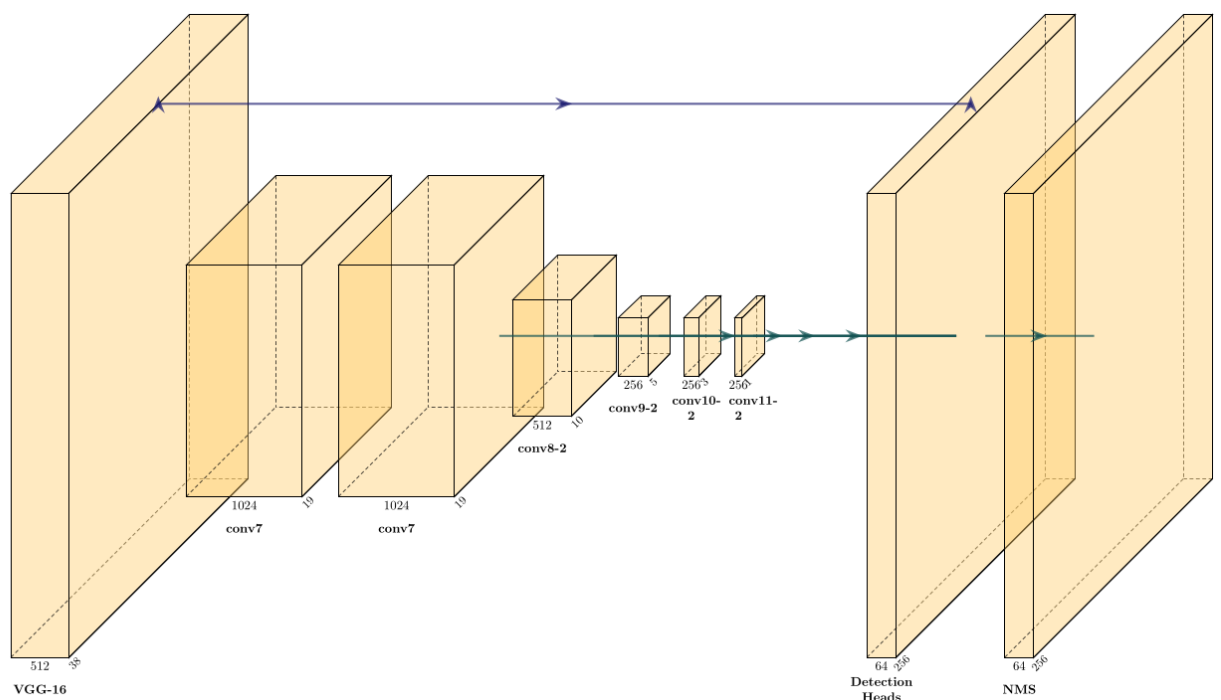 512
38
VGG-16
1024
19
conv7
1024
19
conv7
512
10
conv8-2
256
5
conv9-2
256
3
conv10-
2
256
1
conv11-
2
64
256
Detection
Heads
64
256
NMS